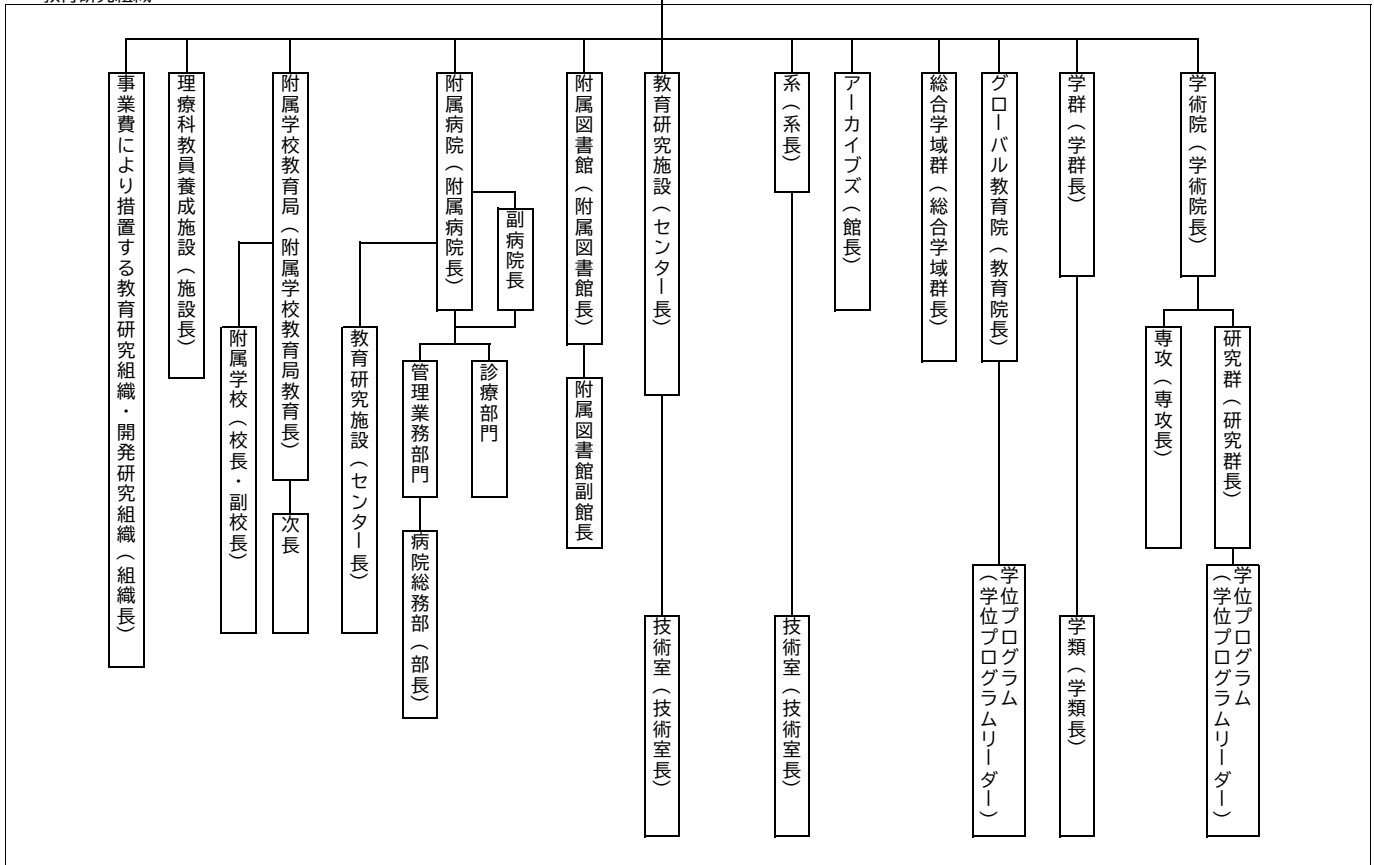 教育研究組織
学術院（学術院長）
研究群（研究群長）
学位プログラム
（学位プログラムリーダー）
専攻（専攻長）
学群（学群長）
学類（学類長）
グローバル教育院（教育院長）
学位プログラム
（学位プログラムリーダー）
総合学域群（総合学域群長）
アーカイブズ（館長）
系（系長）
技術室（技術室長）
教育研究施設（センター長）
技術室（技術室長）
附属図書館（附属図書館長）
附属図書館副館長
附属病院（附属病院長）
副病院長
診療部門
管理業務部門
病院総務部（部長）
教育研究施設（センター長）
附属学校教育局（附属学校教育局教育長）
次長
附属学校（校長・副校長）
理療科教員養成施設（施設長）
事業費により措置する教育研究組織・開発研究組織（組織長）